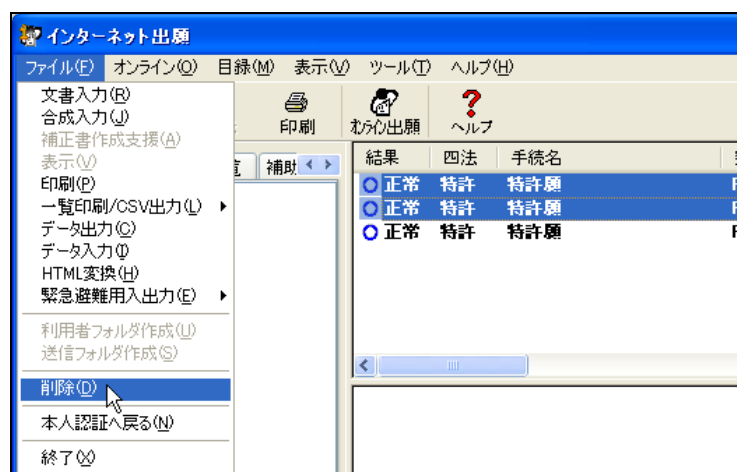 インターネット出願
ファイル(F) オンライン(O) 目録(M) 表示(V) ツール(T) ヘルプ(H)
印刷 オンライン出願 ヘルプ
文書入力(R)
合成入力(J)
補正書作成支援(A)
表示(V)
印刷(P)
一覧印刷/CSV出力(L)
データ出力(C)
データ入力(I)
HTML変換(H)
緊急避難用入出力(E)
利用者フォルダ作成(U)
送信フォルダ作成(S)
削除(D)
本人認証へ戻る(N)
終了(X)
補助
結果 四法 手続名
正常 特許 特許願
正常 特許 特許願
正常 特許 特許願